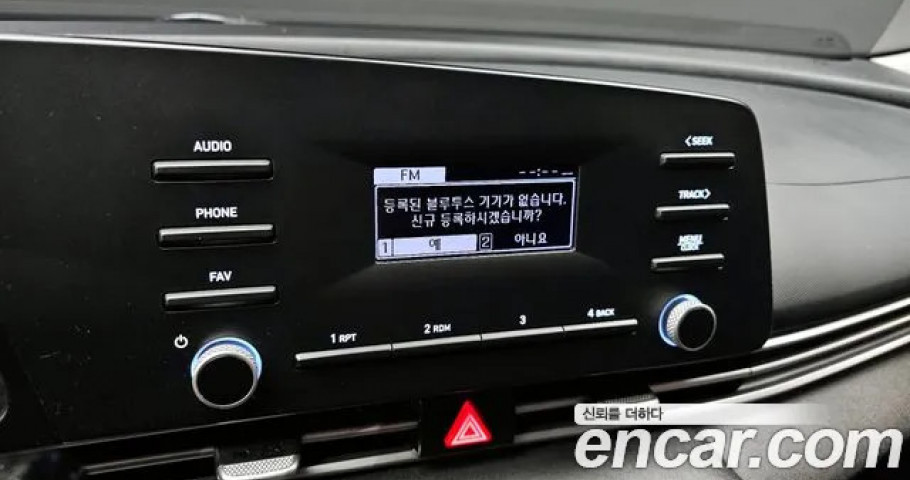 AUDIO
<SEEK
FM
--:--
등록된 블루투스 기기가 없습니다.
신규 등록하시겠습니까?
1 예 2 아니요
PHONE
TRACK>
MENU
CLOCK
FAV
1 RPT
2 RDM
3
4 BACK
신뢰를 더하다
encar.com